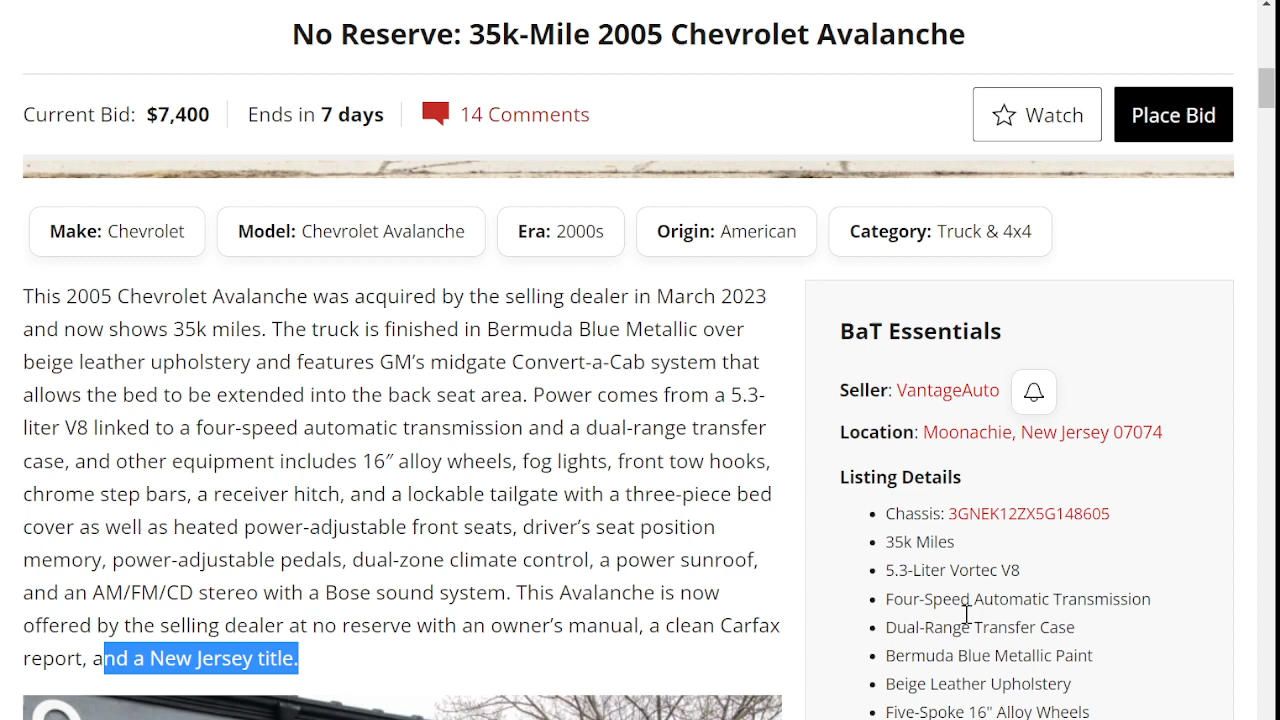 No Reserve: 35k-Mile 2005 Chevrolet Avalanche
Current Bid: $7,400 Ends in 7 days 14 Comments Watch Place Bid
Make: Chevrolet Model: Chevrolet Avalanche Era: 2000s Origin: American Category: Truck & 4x4
This 2005 Chevrolet Avalanche was acquired by the selling dealer in March 2023
and now shows 35k miles. The truck is finished in Bermuda Blue Metallic over
beige leather upholstery and features GM’s midgate Convert-a-Cab system that
allows the bed to be extended into the back seat area. Power comes from a 5.3-
liter V8 linked to a four-speed automatic transmission and a dual-range transfer
case, and other equipment includes 16″ alloy wheels, fog lights, front tow hooks,
chrome step bars, a receiver hitch, and a lockable tailgate with a three-piece bed
cover as well as heated power-adjustable front seats, driver’s seat position
memory, power-adjustable pedals, dual-zone climate control, a power sunroof,
and an AM/FM/CD stereo with a Bose sound system. This Avalanche is now
offered by the selling dealer at no reserve with an owner’s manual, a clean Carfax
report, and a New Jersey title.
BaT Essentials
Seller: VantageAuto
Location: Moonachie, New Jersey 07074
Listing Details
Chassis: 3GNEK12ZX5G148605
35k Miles
5.3-Liter Vortec V8
Four-Speed Automatic Transmission
Dual-Range Transfer Case
Bermuda Blue Metallic Paint
Beige Leather Upholstery
Five-Spoke 16" Alloy Wheels